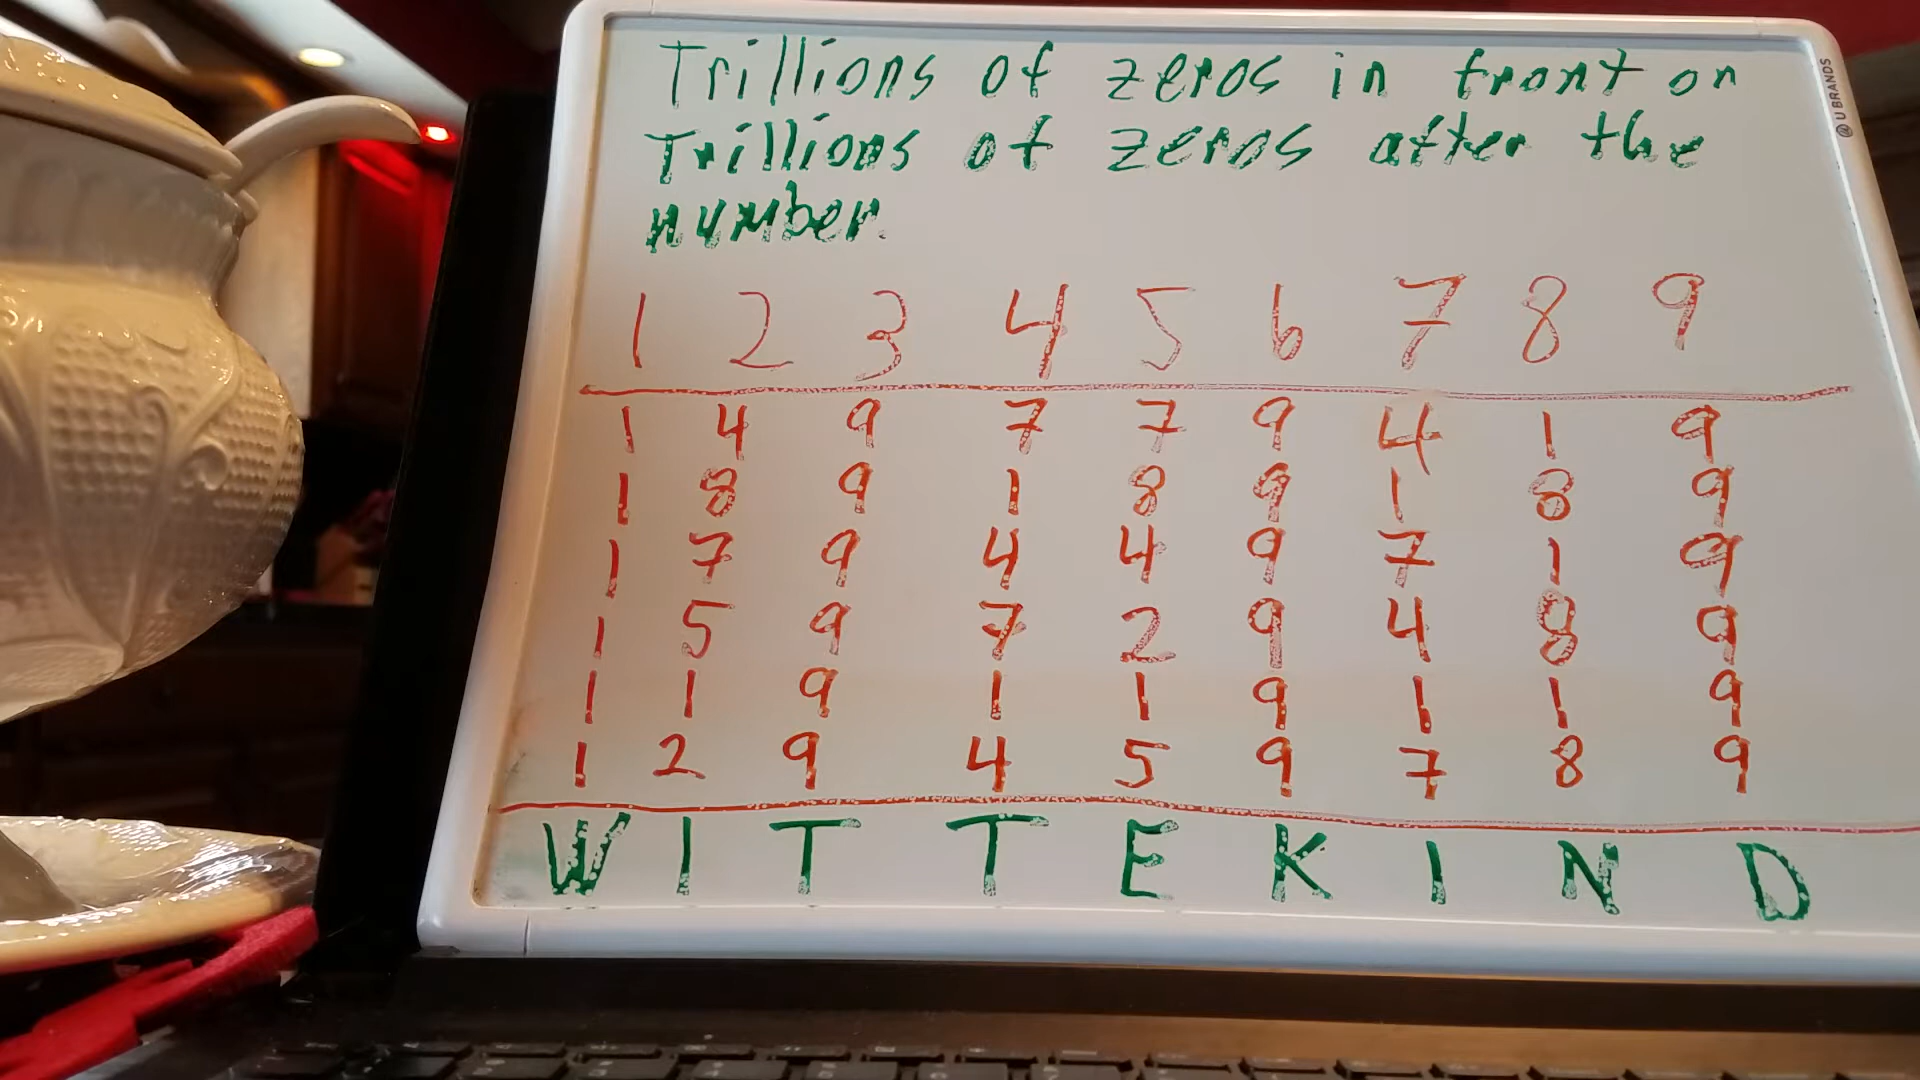 Trillions of zeros in front on
Trillions of zeros after the
number.
1 2 3 4 5 6 7 8 9
1 4 9 7 7 9 4 1 9
1 8 9 1 8 9 1 8 9
1 7 9 4 4 9 7 1 9
1 5 9 7 2 9 4 8 9
1 1 9 1 1 9 1 1 9
1 2 9 4 5 9 7 8 9
W I T T E K I N D
@ U BRANDS